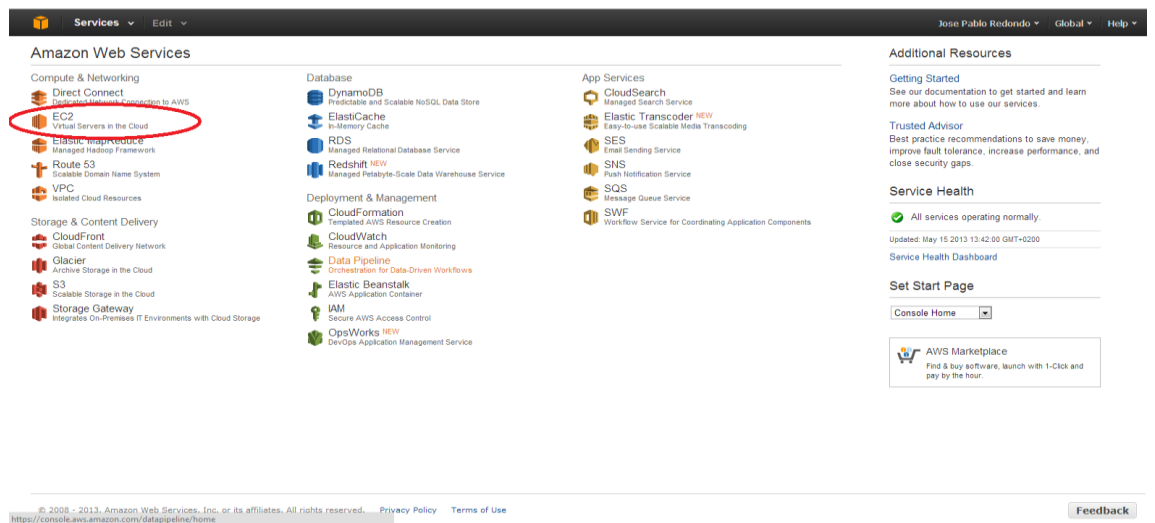 Services Edit Jose Pablo Redondo Global Help
Amazon Web Services
Compute & Networking
Direct Connect
Dedicated Network Connection to AWS
EC2
Virtual Servers in the Cloud
Elastic MapReduce
Managed Hadoop Framework
Route 53
Scalable Domain Name System
VPC
Isolated Cloud Resources
Storage & Content Delivery
CloudFront
Global Content Delivery Network
Glacier
Archive Storage in the Cloud
S3
Scalable Storage in the Cloud
Storage Gateway
Integrates On-Premises IT Environments with Cloud Storage
Database
DynamoDB
Predictable and Scalable NoSQL Data Store
ElastiCache
In-Memory Cache
RDS
Managed Relational Database Service
Redshift NEW
Managed Petabyte-Scale Data Warehouse Service
Deployment & Management
CloudFormation
Templated AWS Resource Creation
CloudWatch
Resource and Application Monitoring
Data Pipeline
Orchestration for Data-Driven Workflows
Elastic Beanstalk
AWS Application Container
IAM
Secure AWS Access Control
OpsWorks NEW
DevOps Application Management Service
App Services
CloudSearch
Managed Search Service
Elastic Transcoder NEW
Easy-to-use Scalable Media Transcoding
SES
Email Sending Service
SNS
Push Notification Service
SQS
Message Queue Service
SWF
Workflow Service for Coordinating Application Components
Additional Resources
Getting Started
See our documentation to get started and learn
more about how to use our services.
Trusted Advisor
Best practice recommendations to save money,
improve fault tolerance, increase performance, and
close security gaps.
Service Health
All services operating normally.
Updated: May 15 2013 13:42:00 GMT+0200
Service Health Dashboard
Set Start Page
Console Home
AWS Marketplace
Find & buy software, launch with 1-Click and
pay by the hour.
© 2008 - 2013, Amazon Web Services, Inc. or its affiliates. All rights reserved. Privacy Policy Terms of Use Feedback
https://console.aws.amazon.com/datapipeline/home